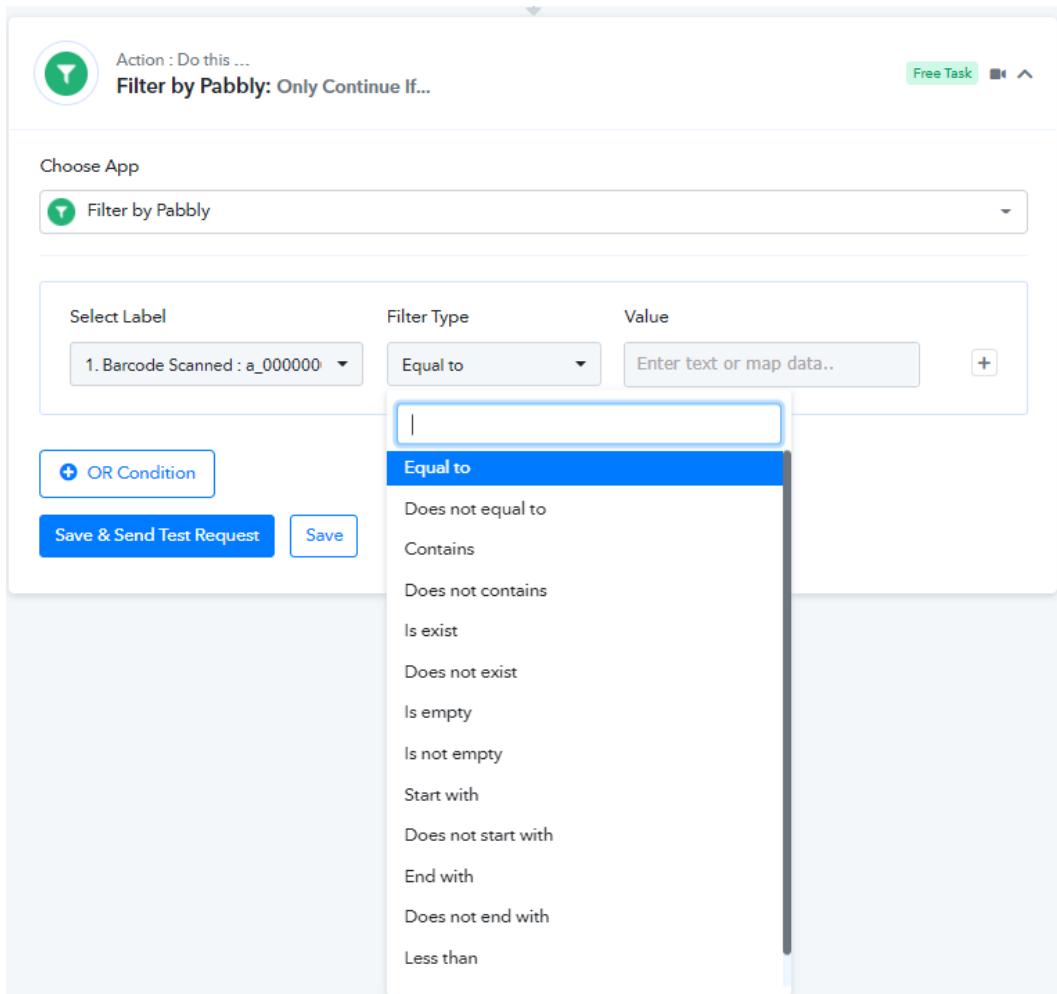 Action : Do this ...
Filter by Pabbly: Only Continue If...
Free Task
Choose App
Filter by Pabbly
Select Label
Filter Type
Value
1. Barcode Scanned : a_000000
Equal to
Enter text or map data..
+
OR Condition
Equal to
Does not equal to
Contains
Save & Send Test Request
Save
Does not contains
Is exist
Does not exist
Is empty
Is not empty
Start with
Does not start with
End with
Does not end with
Less than